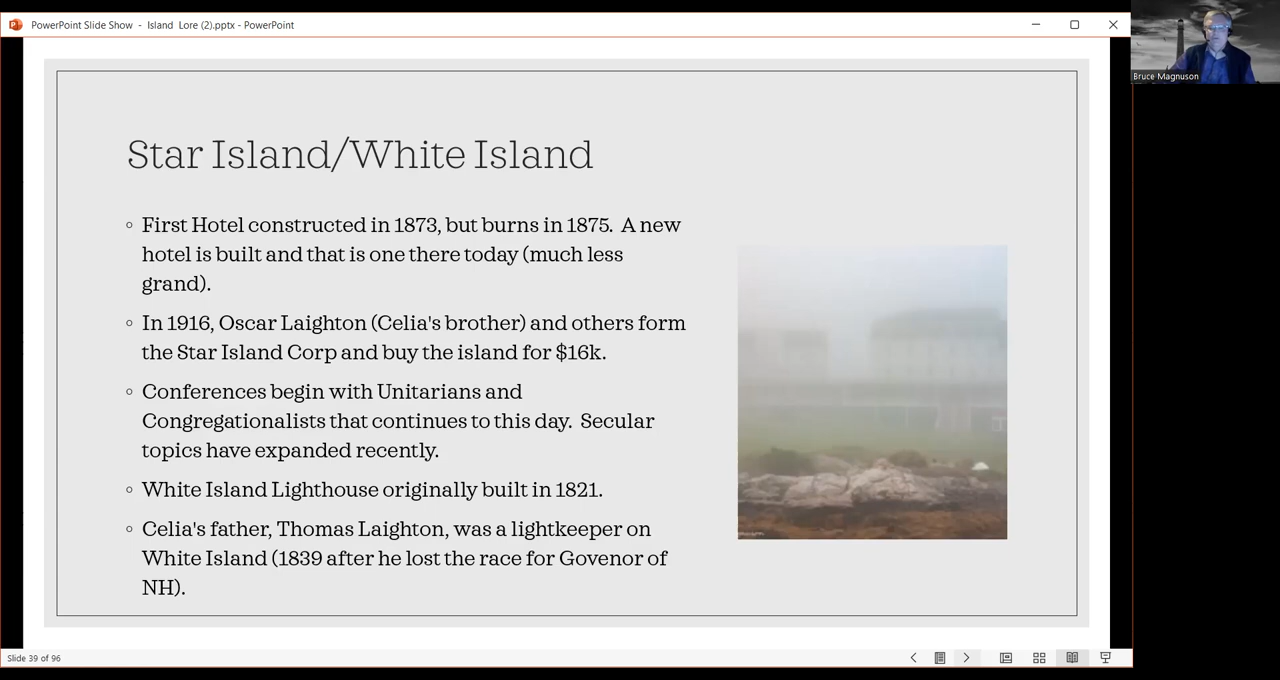 PowerPoint Slide Show - Island Lore (2).pptx - PowerPoint
Bruce Magnuson
Star Island/White Island
First Hotel constructed in 1873, but burns in 1875. A new
hotel is built and that is one there today (much less
grand).
In 1916, Oscar Laighton (Celia's brother) and others form
the Star Island Corp and buy the island for $16k.
Conferences begin with Unitarians and
Congregationalists that continues to this day. Secular
topics have expanded recently.
White Island Lighthouse originally built in 1821.
Celia's father, Thomas Laighton, was a lightkeeper on
White Island (1839 after he lost the race for Govenor of
NH).
Slide 39 of 96